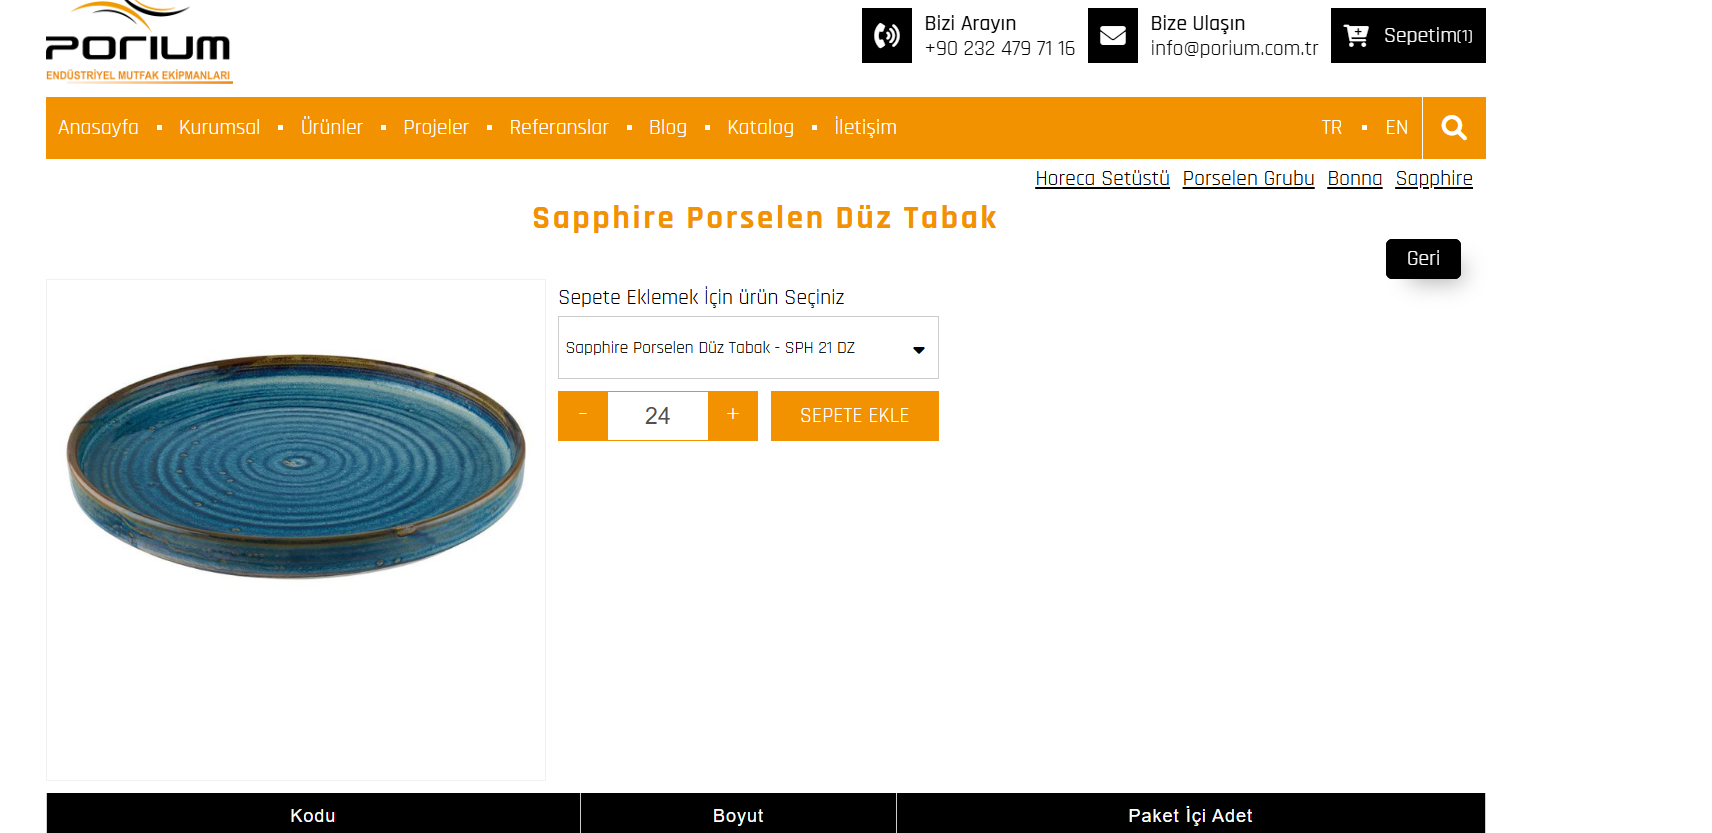 PORIUM
ENDÜSTRİYEL MUTFAK EKİPMANLARI
Bizi Arayın
+90 232 479 71 16
Bize Ulaşın
info@porium.com.tr
Sepetim(1)
Anasayfa Kurumsal Ürünler Projeler Referanslar Blog Katalog İletişim TR EN
Horeca Setüstü Porselen Grubu Bonna Sapphire
Sapphire Porselen Düz Tabak
Geri
Sepete Eklemek İçin ürün Seçiniz
Sapphire Porselen Düz Tabak - SPH 21 DZ
- 24 + SEPETE EKLE
Kodu Boyut Paket İçi Adet